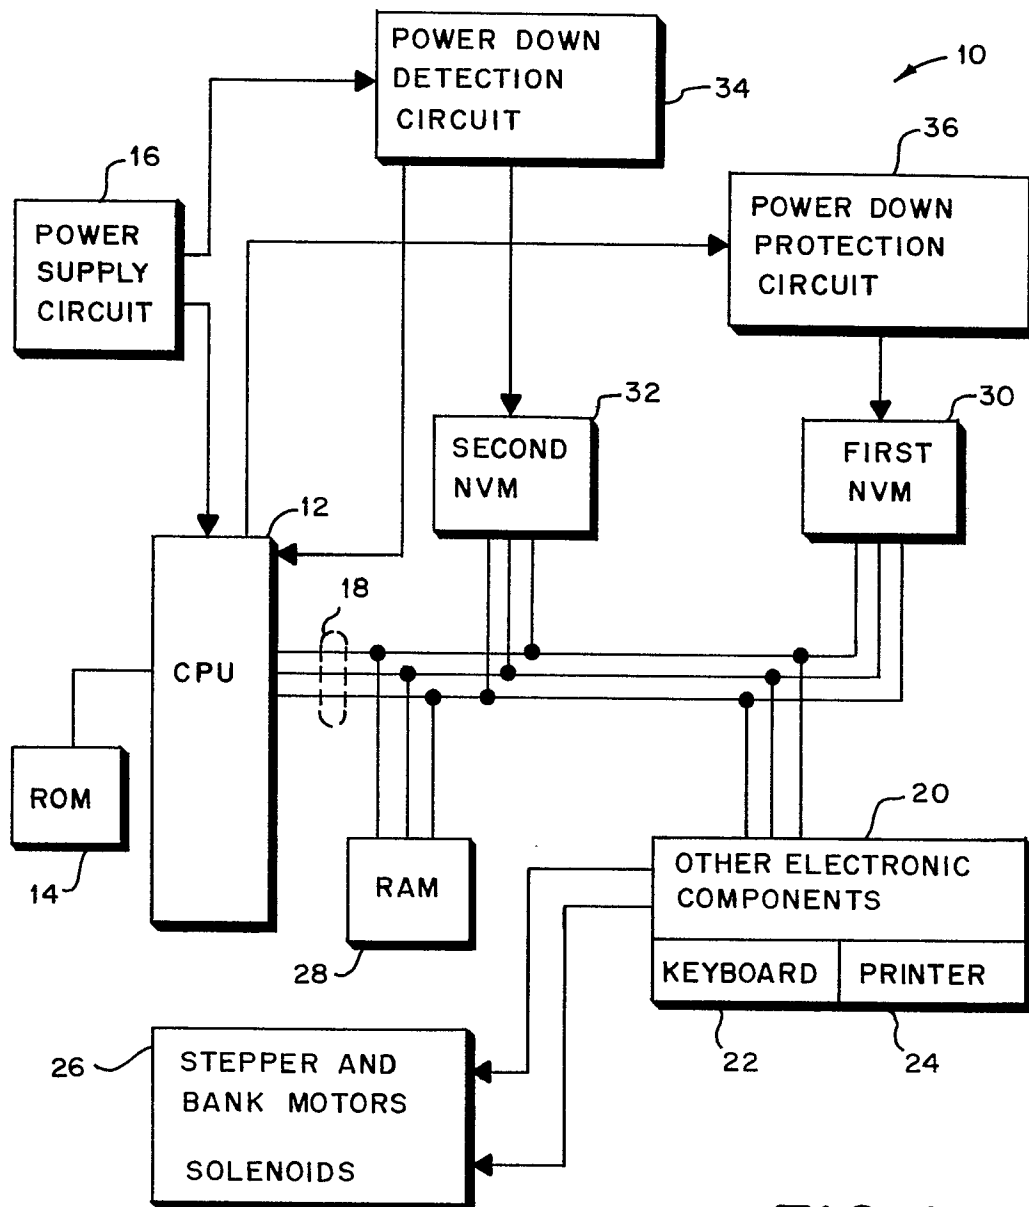 POWER DOWN
DETECTION
CIRCUIT
34
10
36
16
POWER
SUPPLY
CIRCUIT
POWER DOWN
PROTECTION
CIRCUIT
32
30
SECOND
NVM
FIRST
NVM
12
18
CPU
ROM
14
RAM
28
20
OTHER ELECTRONIC
COMPONENTS
KEYBOARD
PRINTER
22
24
26
STEPPER AND
BANK MOTORS
SOLENOIDS